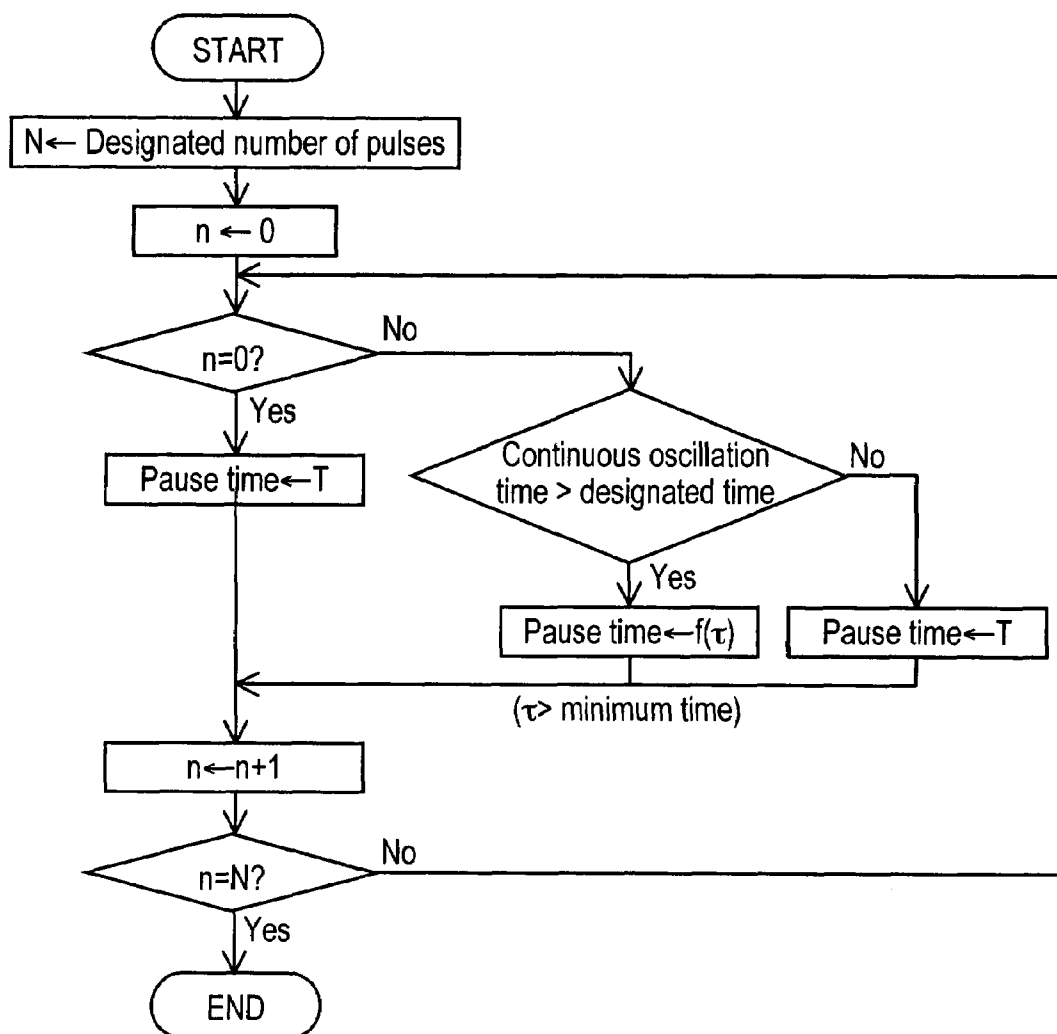 START
N← Designated number of pulses
n ← 0
n=0?
No
Yes
Pause time←T
Continuous oscillation
time > designated time
No
Yes
Pause time←f(τ)
Pause time←T
(τ> minimum time)
n←n+1
n=N?
No
Yes
END